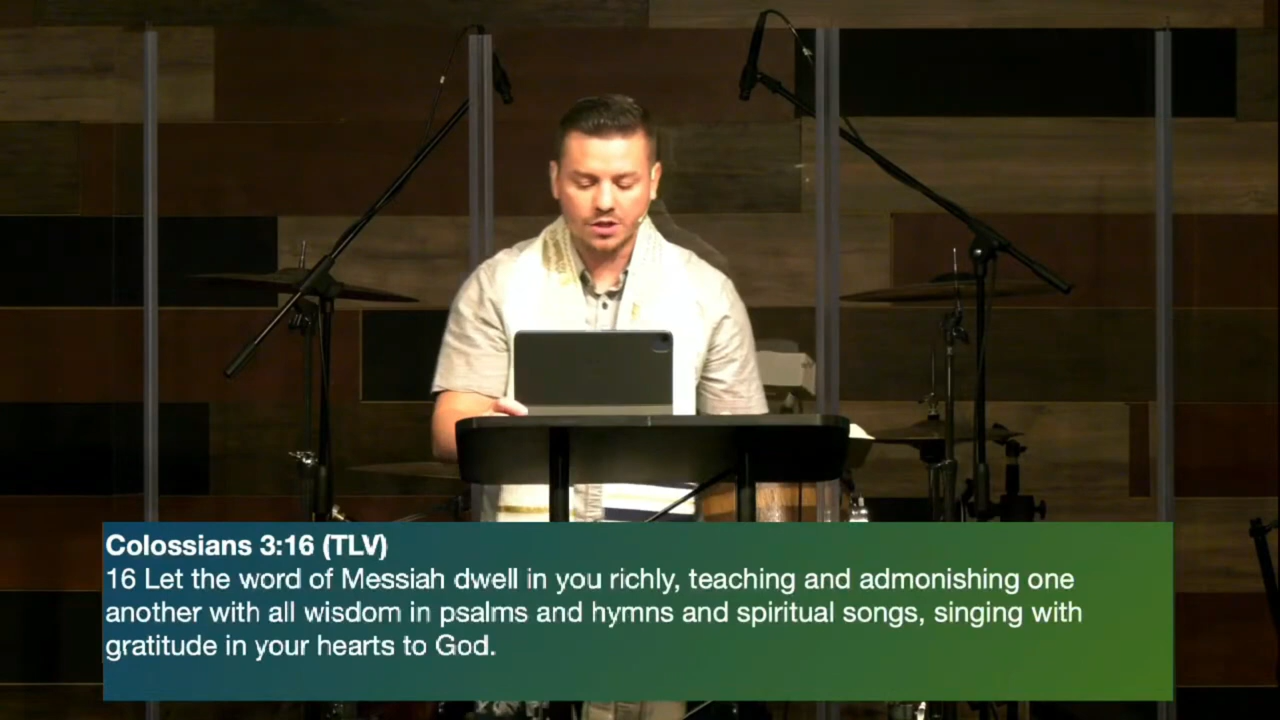 Colossians 3:16 (TLV)
16 Let the word of Messiah dwell in you richly, teaching and admonishing one
another with all wisdom in psalms and hymns and spiritual songs, singing with
gratitude in your hearts to God.